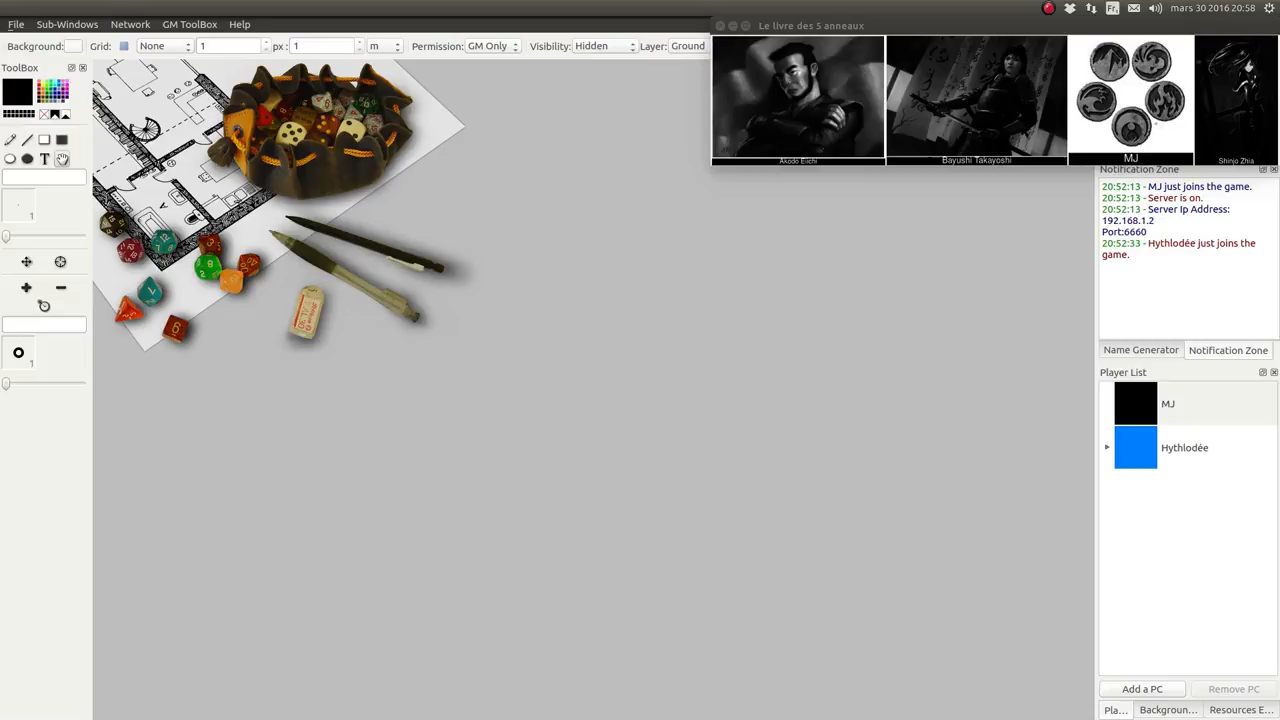 Fr
mars 30 2016 20:58
File Sub-Windows Network GM ToolBox Help
Le livre des 5 anneaux
Background: Grid: None 1 px : 1 m Permission: GM Only Visibility: Hidden Layer: Ground
ToolBox
T
1
1
Akodo Eiichi
Bayushi Takayoshi
MJ
Shinjo Zhia
Notification Zone
20:52:13 - MJ just joins the game.
20:52:13 - Server is on.
20:52:13 - Server Ip Address:
192.168.1.2
Port:6660
20:52:33 - Hythlodée just joins the
game.
Name Generator Notification Zone
Player List
MJ
Hythlodée
Add a PC Remove PC
Pla... Backgroun... Resources E...